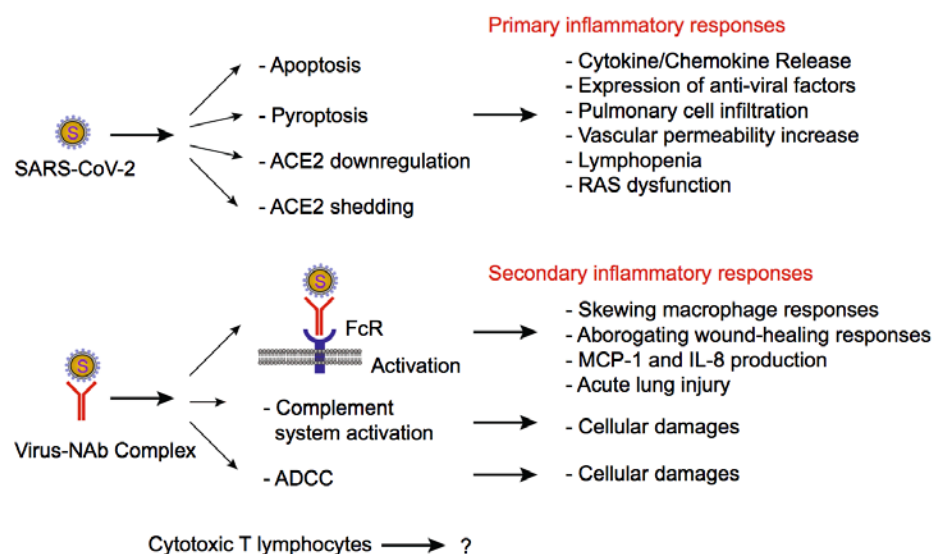 Primary inflammatory responses
- Apoptosis
- Pyroptosis
- ACE2 downregulation
- ACE2 shedding
S
SARS-CoV-2
- Cytokine/Chemokine Release
- Expression of anti-viral factors
- Pulmonary cell infiltration
- Vascular permeability increase
- Lymphopenia
- RAS dysfunction
Secondary inflammatory responses
S
FcR
Activation
- Skewing macrophage responses
- Aborogating wound-healing responses
- MCP-1 and IL-8 production
- Acute lung injury
S
Virus-NAb Complex
- Complement
system activation
- Cellular damages
- ADCC
- Cellular damages
Cytotoxic T lymphocytes
?